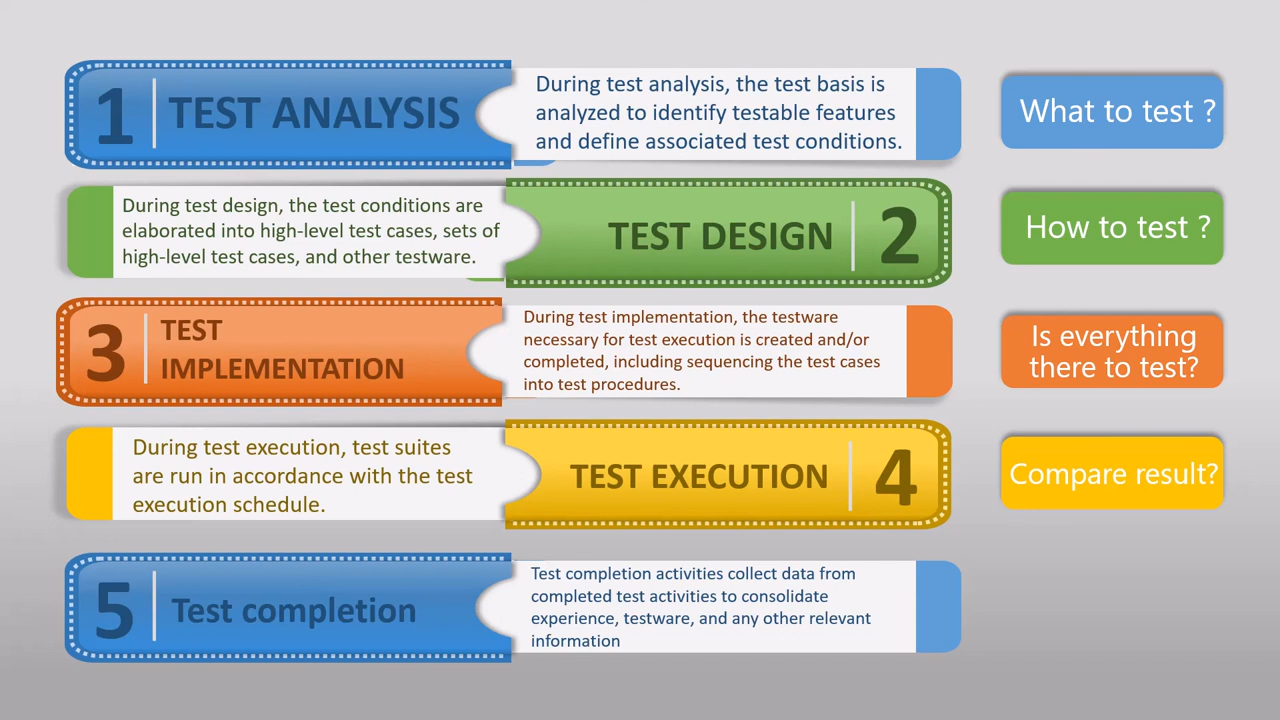 1 TEST ANALYSIS
During test analysis, the test basis is
analyzed to identify testable features
and define associated test conditions.
What to test ?
During test design, the test conditions are
elaborated into high-level test cases, sets of
high-level test cases, and other testware.
TEST DESIGN 2
How to test ?
3 TEST
IMPLEMENTATION
During test implementation, the testware
necessary for test execution is created and/or
completed, including sequencing the test cases
into test procedures.
Is everything
there to test?
During test execution, test suites
are run in accordance with the test
execution schedule.
TEST EXECUTION 4
Compare result?
5 Test completion
Test completion activities collect data from
completed test activities to consolidate
experience, testware, and any other relevant
information